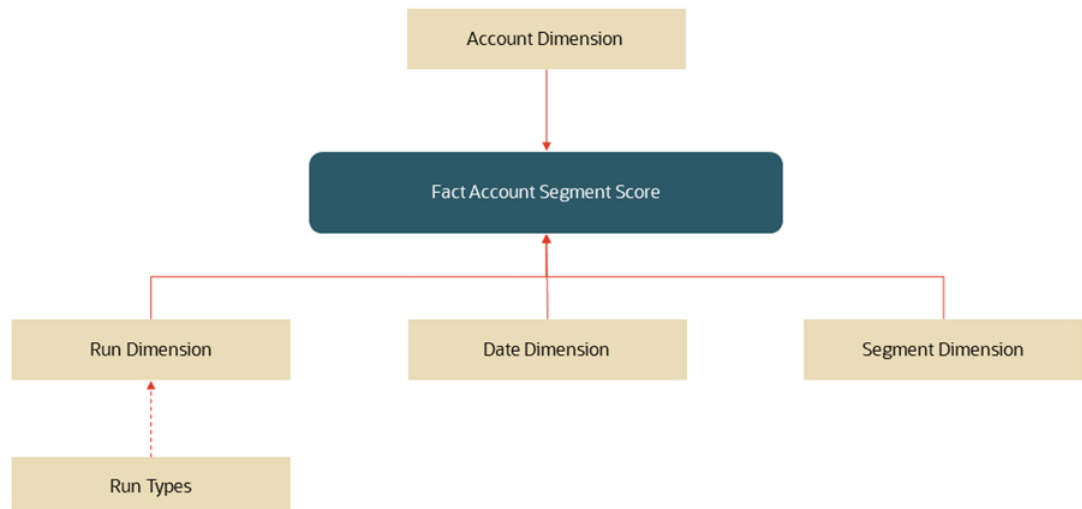 Account Dimension
Fact Account Segment Score
Run Dimension
Date Dimension
Segment Dimension
Run Types